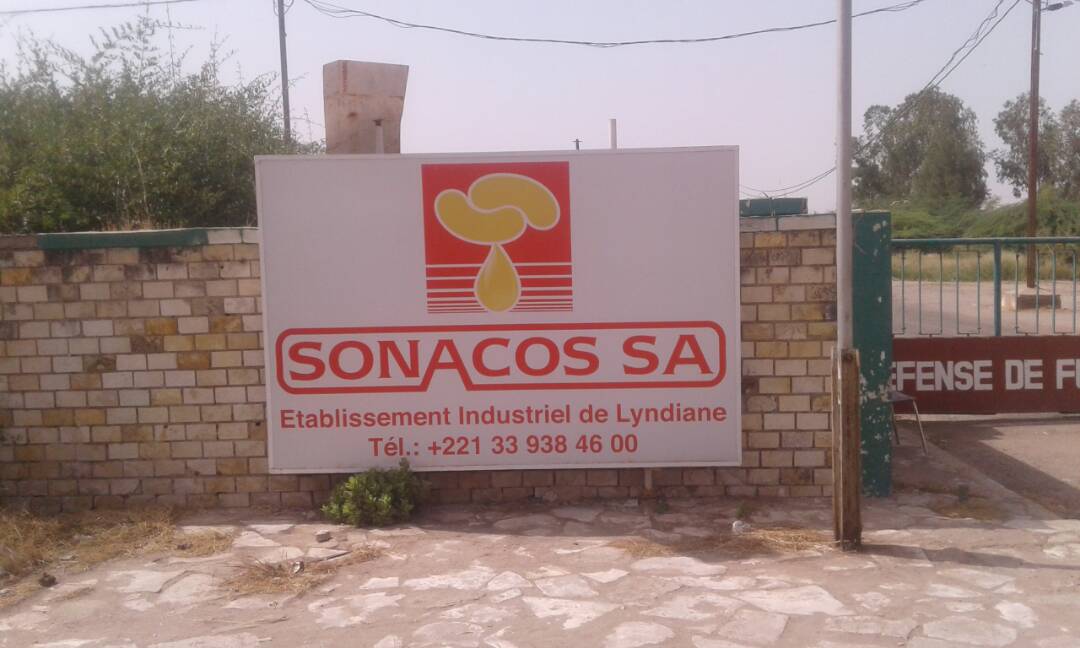 SONACOS SA
Etablissement Industriel de Lyndiane
Tél.: +221 33 938 46 00
EFENSE DE F